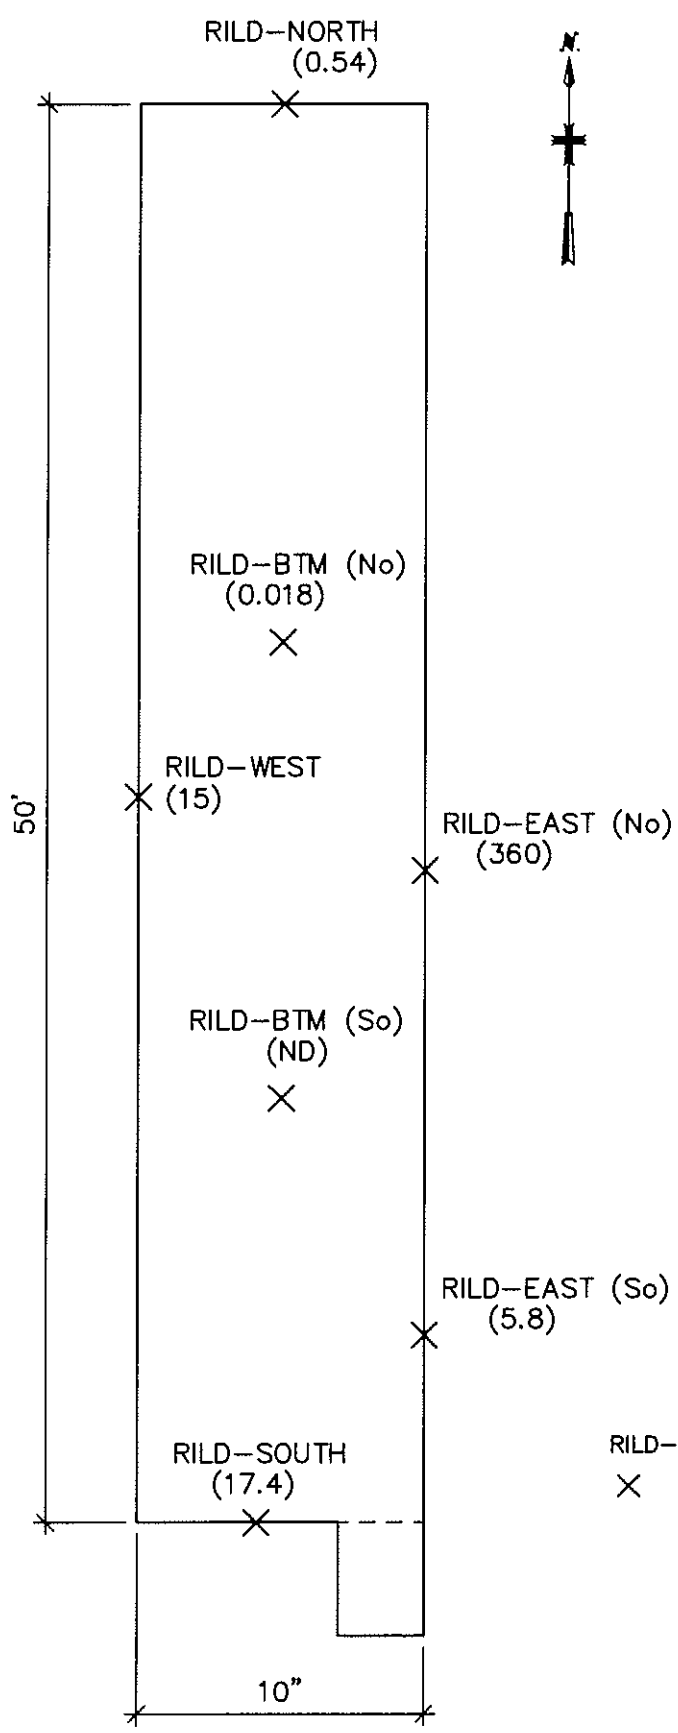 RILD-NORTH
(0.54)
N.
RILD-BTM (No)
(0.018)
RILD-WEST
(15)
50'
RILD-EAST (No)
(360)
RILD-BTM (So)
(ND)
RILD-EAST (So)
(5.8)
RILD-SOUTH
(17.4)
RILD-
10"